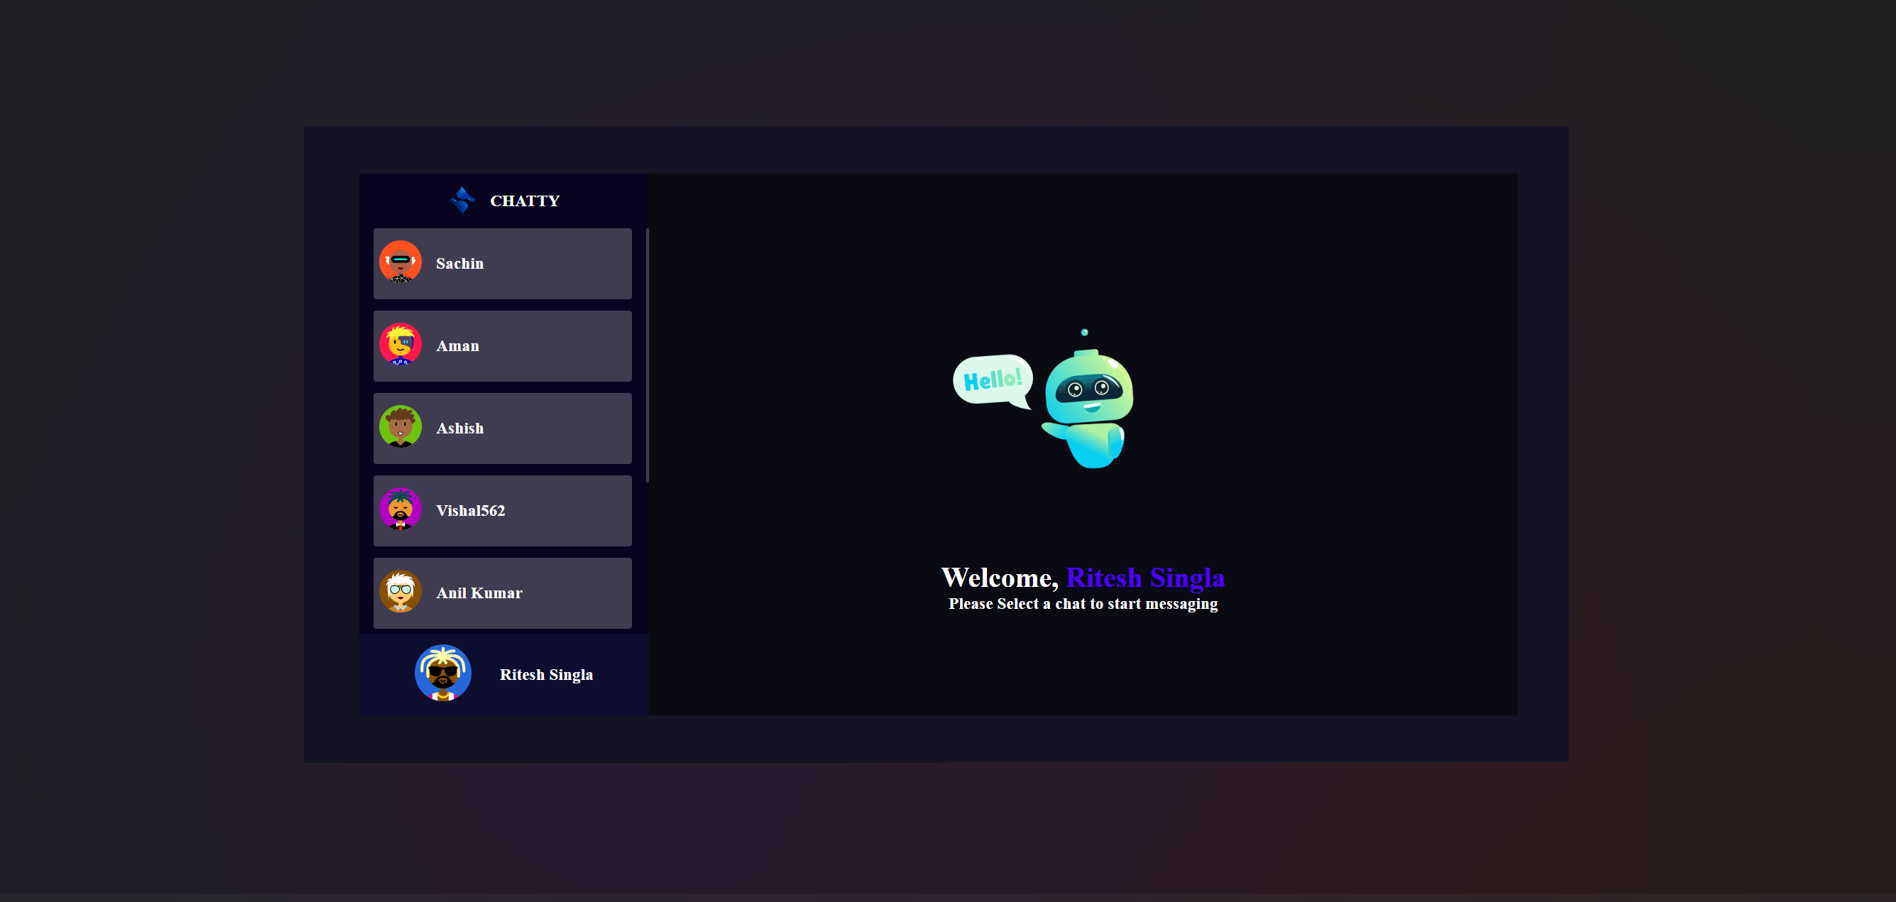 CHATTY
Sachin
Aman
Ashish
Vishal562
Anil Kumar
Ritesh Singla
Hello!
Welcome, Ritesh Singla
Please Select a chat to start messaging